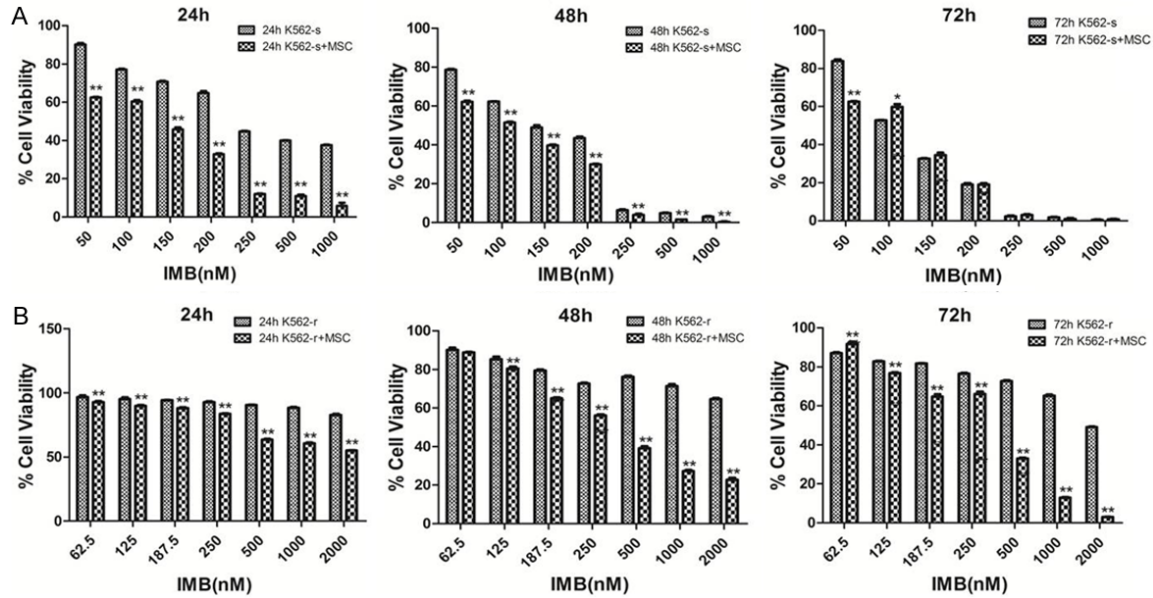 A
24h
24h K562-s
24h K562-s+MSC
% Cell Viability
100
80
60
40
20
0
** ** ** ** ** ** **
50 100 150 200 250 500 1000
IMB(nM)
48h
48h K562-s
48h K562-s+MSC
% Cell Viability
100
80
60
40
20
0
** ** ** ** ** ** **
50 100 150 200 250 500 1000
IMB(nM)
72h
72h K562-s
72h K562-s+MSC
% Cell Viability
100
80
60
40
20
0
** *
50 100 150 200 250 500 1000
IMB(nM)
B
24h
24h K562-r
24h K562-r+MSC
% Cell Viability
150
100
50
0
** ** ** ** ** ** **
62.5 125 187.5 250 500 1000 2000
IMB(nM)
48h
48h K562-r
48h K562-r+MSC
% Cell Viability
100
80
60
40
20
0
** ** ** ** ** **
62.5 125 187.5 250 500 1000 2000
IMB(nM)
72h
72h K562-r
72h K562-r+MSC
% Cell Viability
100
80
60
40
20
0
** ** ** ** ** ** **
62.5 125 187.5 250 500 1000 2000
IMB(nM)